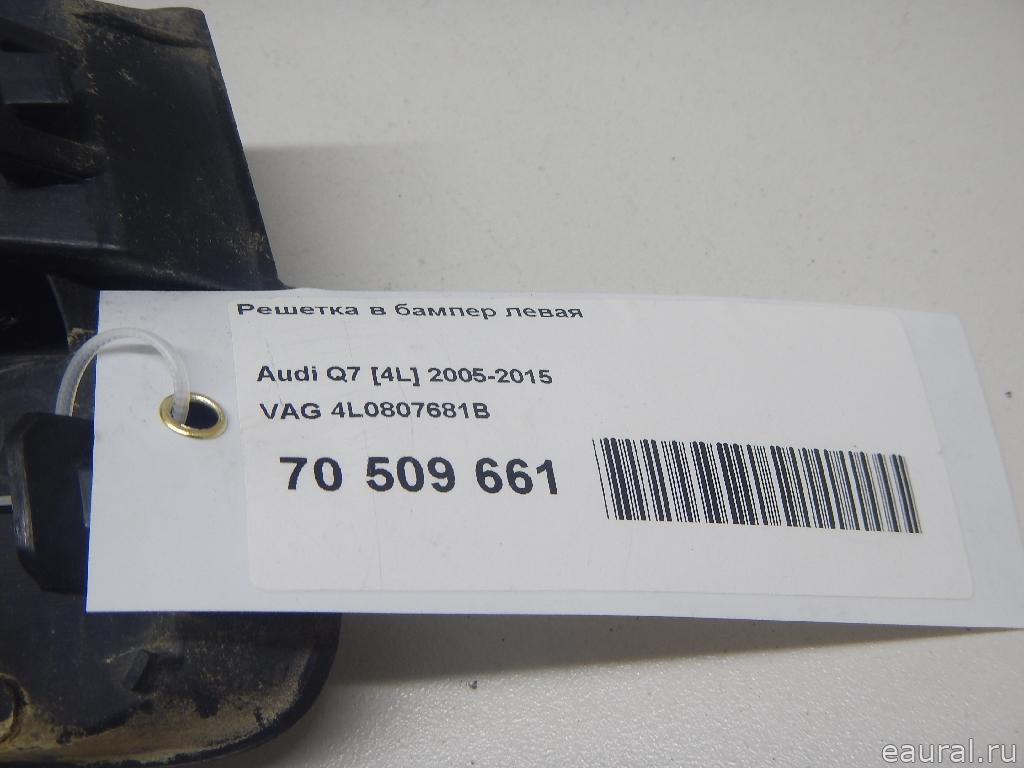 Решетка в бампер левая
Audi Q7 [4L] 2005-2015
VAG 4L0807681B
70 509 661
eaural.ru